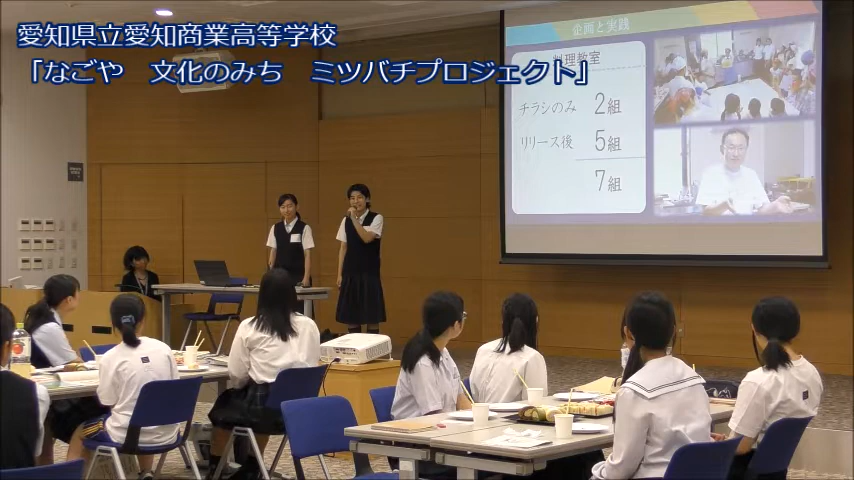 愛知県立愛知商業高等学校
「なごや　文化のみち　ミツバチプロジェクト」
企画と実践
料理教室
チラシのみ 2組
リリース後 5組
7組